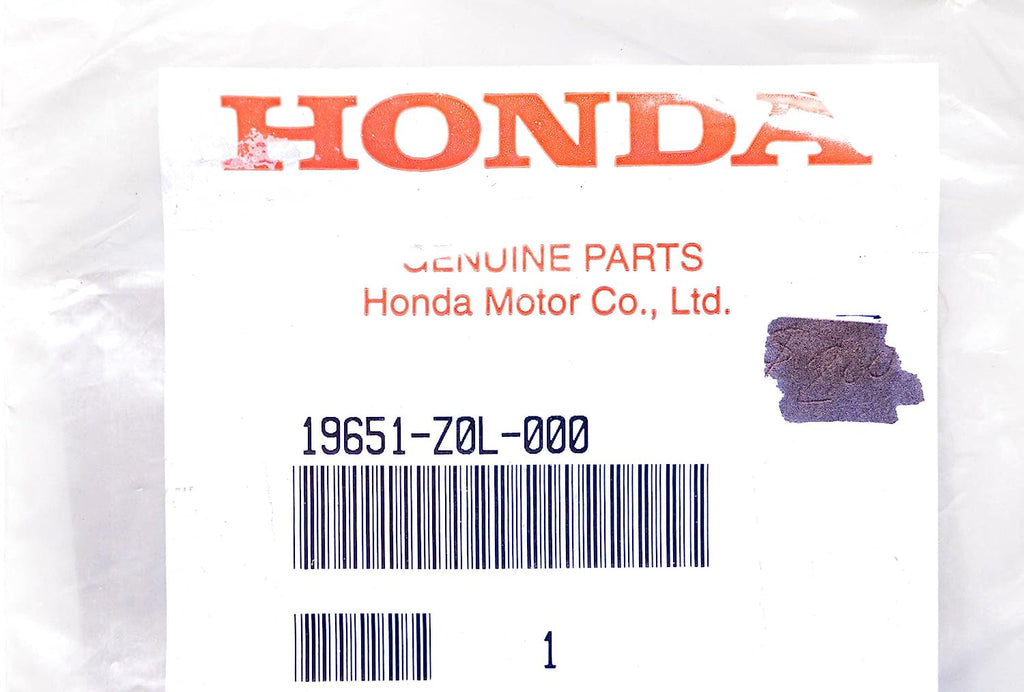 HONDA
GENUINE PARTS
Honda Motor Co., Ltd.
19651-Z0L-000
1